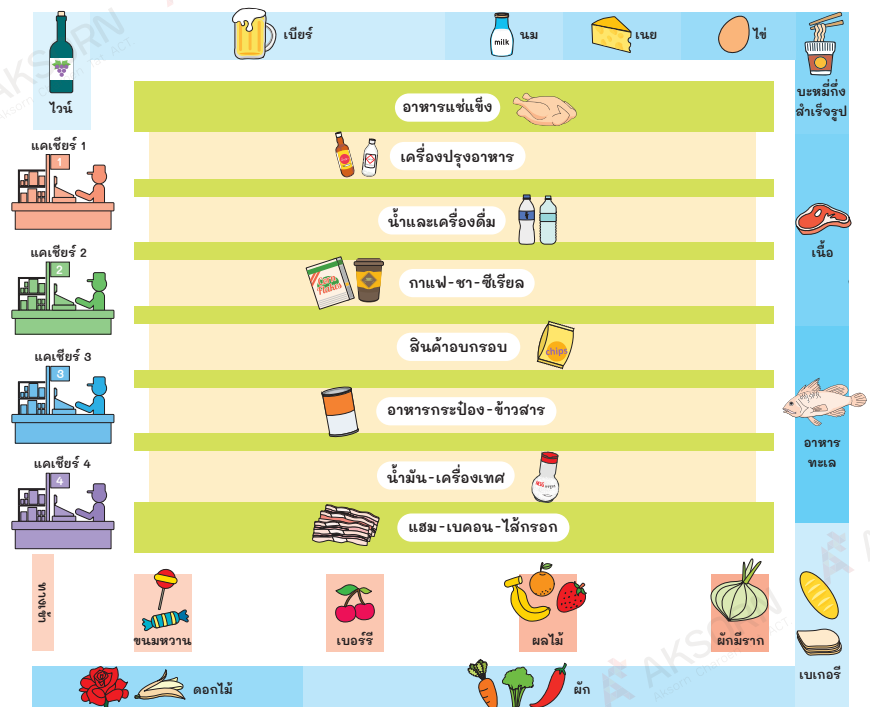 เบียร์
milk
นม
เนย
ไข่
ไวน์
บะหมี่กึ่ง
สำเร็จรูป
อาหารแช่แข็ง
แคเชียร์ 1
1
เครื่องปรุงอาหาร
น้ำและเครื่องดื่ม
เนื้อ
แคเชียร์ 2
2
กาแฟ-ชา-ซีเรียล
สินค้าอบกรอบ
chips
แคเชียร์ 3
3
อาหารกระป๋อง-ข้าวสาร
อาหาร
ทะเล
แคเชียร์ 4
4
น้ำมัน-เครื่องเทศ
แฮม-เบคอน-ไส้กรอก
ทางเข้า
ขนมหวาน
เบอร์รี
ผลไม้
ผักมีราก
เบเกอรี
ดอกไม้
ผัก
AKSORN
AKSORN